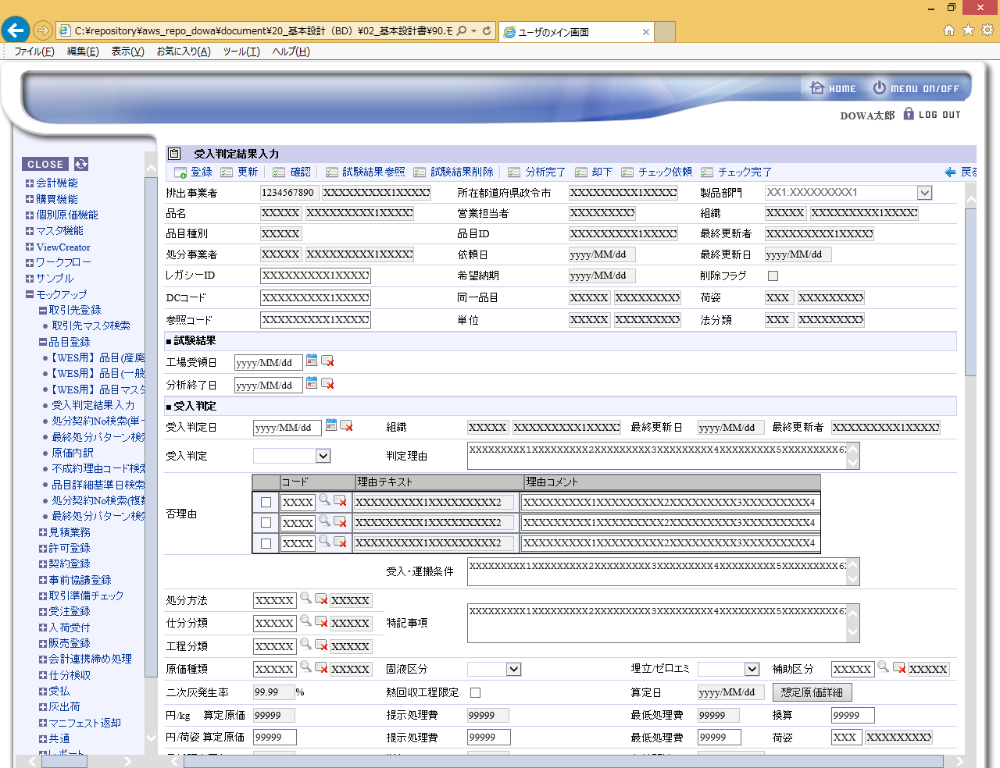 C:¥repository¥aws_repo_dowa¥document¥20_基本設計（BD）¥02_基本設計書¥90.モ
ユーザのメイン画面
ファイル(F) 編集(E) 表示(V) お気に入り(A) ツール(T) ヘルプ(H)
HOME MENU ON/OFF
DOWA太郎 LOG OUT
CLOSE
会計機能
購買機能
個別原価機能
マスタ機能
ViewCreator
ワークフロー
サンプル
モックアップ
取引先登録
取引先マスタ検索
品目登録
【WES用】品目(産廃
【WES用】品目(一般
【WES用】品目マスタ
受入判定結果入力
処分契約No検索(単一
最終処分パターン検索
原価内訳
不成約理由コード検索
品目詳細基準日検索
処分契約No検索(複数
最終処分パターン検索
見積業務
許可登録
契約登録
事前協議登録
取引準備チェック
受注登録
入荷受付
販売登録
会計連携締め処理
仕分検収
受払
灰出荷
マニフェスト返却
共通
レポート
受入判定結果入力
登録 更新 確認 試験結果参照 試験結果削除 分析完了 却下 チェック依頼 チェック完了 戻る
排出事業者 1234567890 XXXXXXXXX1XXXXX 所在都道府県政令市 XXXXXXXXX1XXXXX 製品部門 XX1:XXXXXXXXX1
品名 XXXXX XXXXXXXXX1XXXXX 営業担当者 XXXXXXXXX 組織 XXXXX XXXXXXXXX1XXXXX
品目種別 XXXXX 品目ID XXXXXXXXX1XXXXX 最終更新者 XXXXXXXXX1XXXXX
処分事業者 XXXXX XXXXXXXXX1XXXXX 依頼日 yyyy/MM/dd 最終更新日 yyyy/MM/dd
レガシーID XXXXXXXXX1XXXXX 希望納期 yyyy/MM/dd 削除フラグ
DCコード XXXXXXXXX1XXXXX 同一品目 XXXXX XXXXXXXXX 荷姿 XXX XXXXXXXXX
参照コード XXXXXXXXX1XXXXX 単位 XXXXX XXXXXXXXX 法分類 XXX XXXXXXXXX
■試験結果
工場受領日 yyyy/MM/dd
分析終了日 yyyy/MM/dd
■受入判定
受入判定日 yyyy/MM/dd 組織 XXXXX XXXXXXXXX1XXXXX 最終更新日 yyyy/MM/dd 最終更新者 XXXXXXXXX1XXXXX
受入判定 判定理由 XXXXXXXXX1XXXXXXXXX2XXXXXXXXX3XXXXXXXXX4XXXXXXXXX5XXXXXXXXX6X
コード 理由テキスト 理由コメント
否理由
XXXX XXXXXXXXX1XXXXXXXXX2 XXXXXXXXX1XXXXXXXXX2XXXXXXXXX3XXXXXXXXX4
XXXX XXXXXXXXX1XXXXXXXXX2 XXXXXXXXX1XXXXXXXXX2XXXXXXXXX3XXXXXXXXX4
XXXX XXXXXXXXX1XXXXXXXXX2 XXXXXXXXX1XXXXXXXXX2XXXXXXXXX3XXXXXXXXX4
受入・運搬条件 XXXXXXXXX1XXXXXXXXX2XXXXXXXXX3XXXXXXXXX4XXXXXXXXX5XXXXXXXXX6X
処分方法 XXXXX XXXXX
仕分分類 XXXXX XXXXX 特記事項 XXXXXXXXX1XXXXXXXXX2XXXXXXXXX3XXXXXXXXX4XXXXXXXXX5XXXXXXXXX6X
工程分類 XXXXX XXXXX
原価種類 XXXXX XXXXX 固液区分 埋立/ゼロエミ 補助区分 XXXXX XXXXX
二次灰発生率 99.99 % 熱回収工程限定 算定日 yyyy/MM/dd 想定原価詳細
円/kg 算定原価 99999 提示処理費 99999 最低処理費 99999 換算 99999
円/荷姿 算定原価 99999 提示処理費 99999 最低処理費 99999 荷姿 XXX XXXXXXXXX